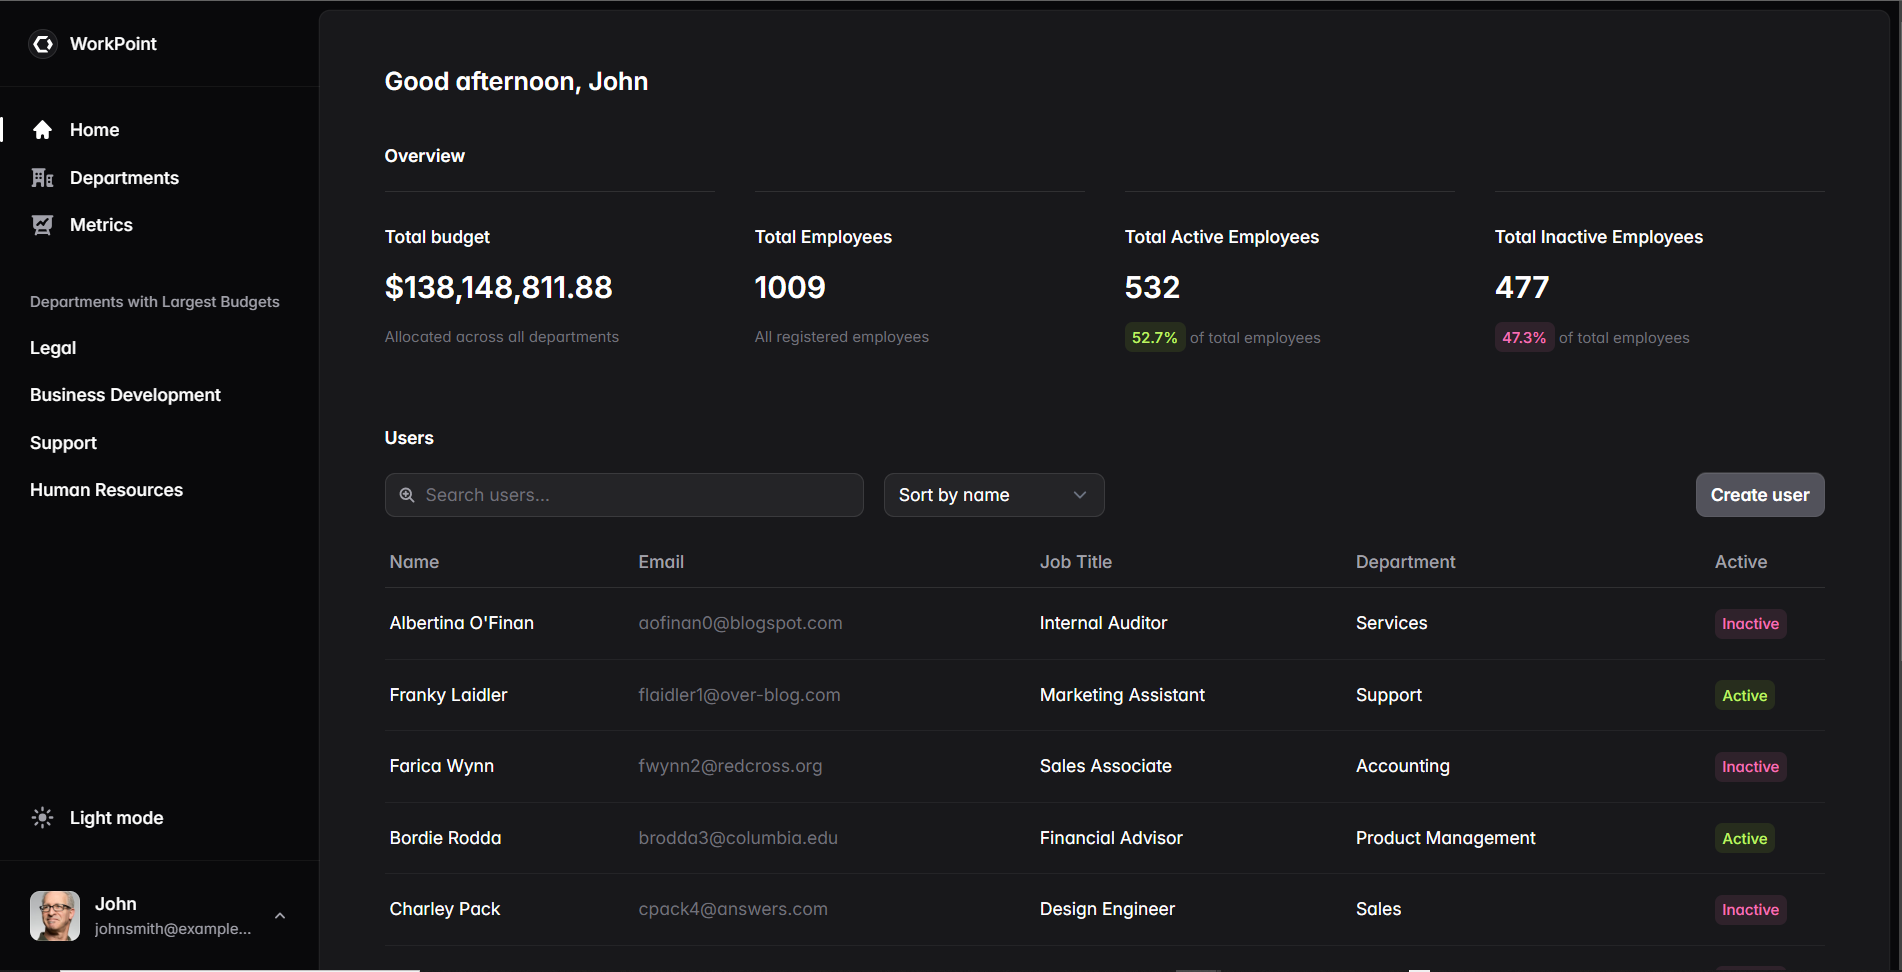 WorkPoint
Home
Departments
Metrics
Departments with Largest Budgets
Legal
Business Development
Support
Human Resources
Light mode
John
johnsmith@example...
Good afternoon, John
Overview
Total budget
$138,148,811.88
Allocated across all departments
Total Employees
1009
All registered employees
Total Active Employees
532
52.7% of total employees
Total Inactive Employees
477
47.3% of total employees
Users
Search users... Sort by name Create user
Name Email Job Title Department Active
Albertina O'Finan aofinan0@blogspot.com Internal Auditor Services Inactive
Franky Laidler flaidler1@over-blog.com Marketing Assistant Support Active
Farica Wynn fwynn2@redcross.org Sales Associate Accounting Inactive
Bordie Rodda brodda3@columbia.edu Financial Advisor Product Management Active
Charley Pack cpack4@answers.com Design Engineer Sales Inactive